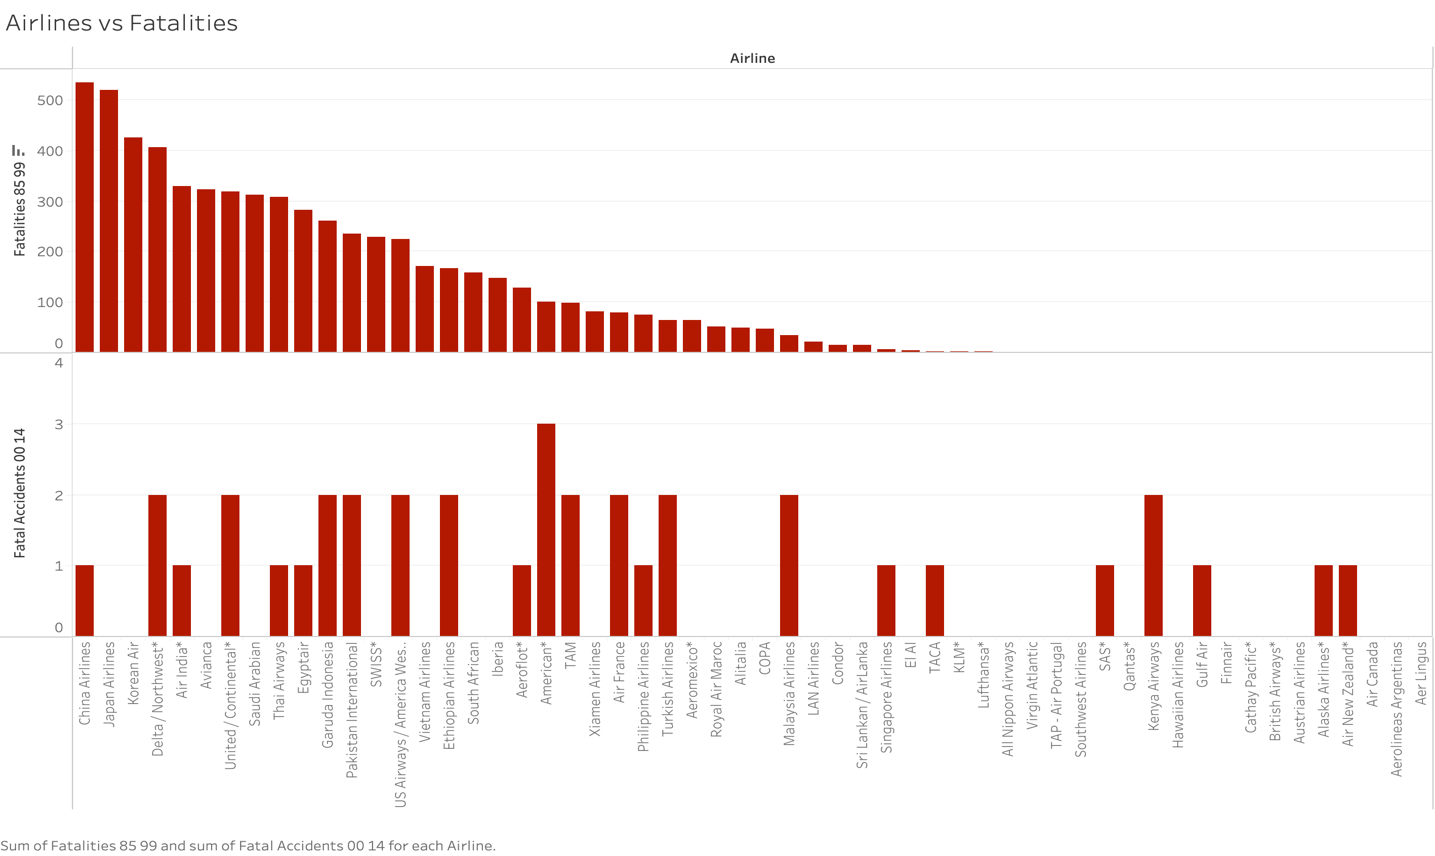 Airlines vs Fatalities
Airline
Fatalities 85 99
500
400
300
200
100
0
Fatal Accidents 00 14
4
3
2
1
0
China Airlines
Japan Airlines
Korean Air
Delta / Northwest*
Air India*
Avianca
United / Continental*
Saudi Arabian
Thai Airways
Egyptair
Garuda Indonesia
Pakistan International
SWISS*
US Airways / America Wes..
Vietnam Airlines
Ethiopian Airlines
South African
Iberia
Aeroflot*
American*
TAM
Xiamen Airlines
Air France
Philippine Airlines
Turkish Airlines
Aeromexico*
Royal Air Maroc
Alitalia
COPA
Malaysia Airlines
LAN Airlines
Condor
Sri Lankan / AirLanka
Singapore Airlines
El Al
TACA
KLM*
Lufthansa*
All Nippon Airways
Virgin Atlantic
TAP - Air Portugal
Southwest Airlines
SAS*
Qantas*
Kenya Airways
Hawaiian Airlines
Gulf Air
Finnair
Cathay Pacific*
British Airways*
Austrian Airlines
Alaska Airlines*
Air New Zealand*
Air Canada
Aerolineas Argentinas
Aer Lingus
Sum of Fatalities 85 99 and sum of Fatal Accidents 00 14 for each Airline.